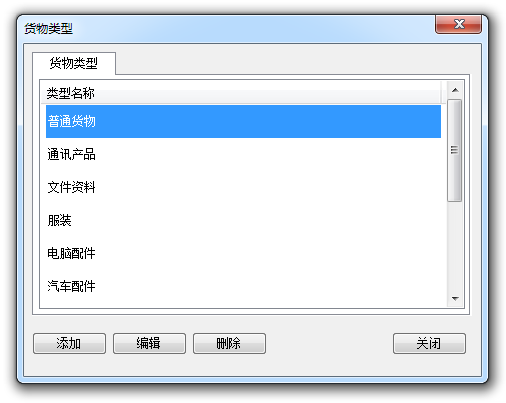 货物类型
货物类型
类型名称
普通货物
通讯产品
文件资料
服装
电脑配件
汽车配件
添加 编辑 删除 关闭